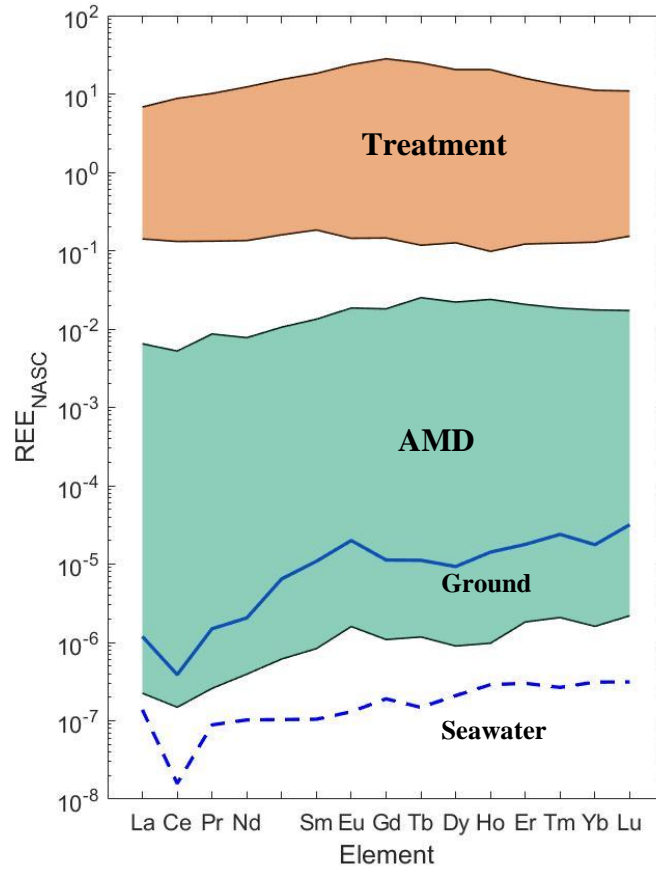 10^2
10^1
10^0
10^-1
10^-2
10^-3
10^-4
10^-5
10^-6
10^-7
10^-8
REE_NASC
Treatment
AMD
Ground
Seawater
La Ce Pr Nd Sm Eu Gd Tb Dy Ho Er Tm Yb Lu
Element